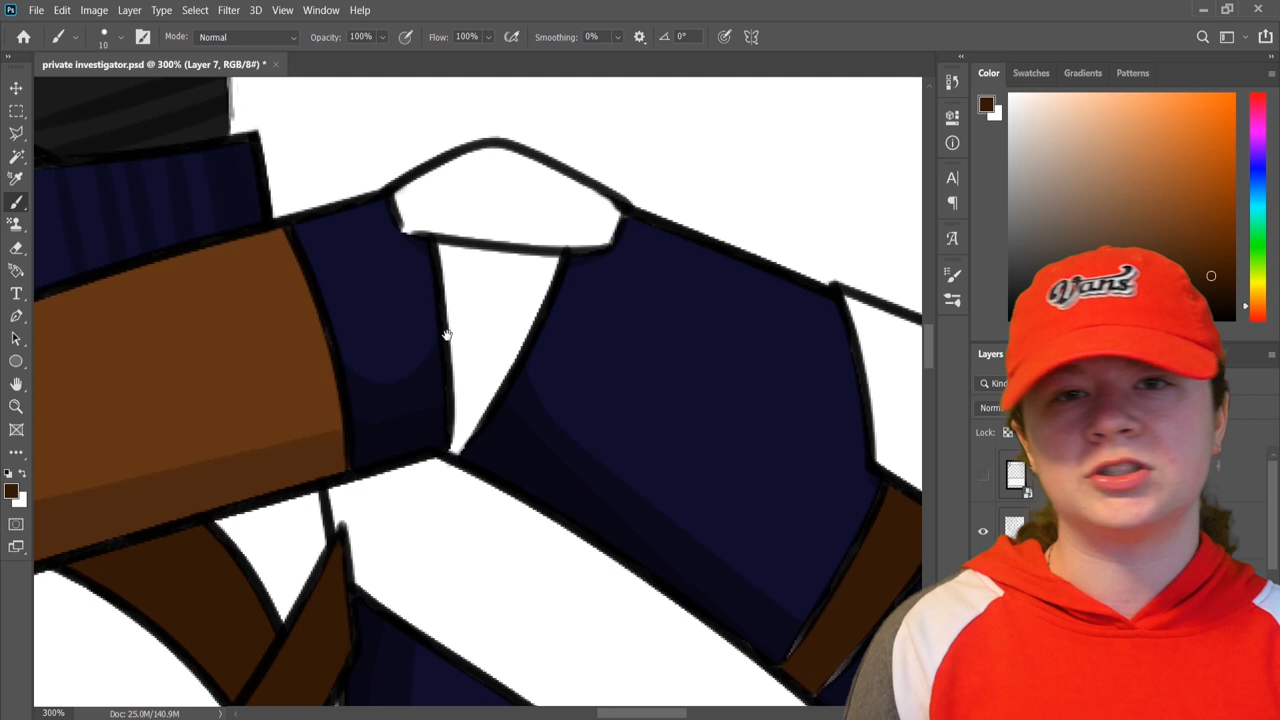 Ps File Edit Image Layer Type Select Filter 3D View Window Help
10 Mode: Normal Opacity: 100% Flow: 100% Smoothing: 0% 0°
private investigator.psd @ 300% (Layer 7, RGB/8#) * ×
Color Swatches Gradients Patterns
Vans
Layers
Kind
Norm
Lock:
300% Doc: 25.0M/140.9M